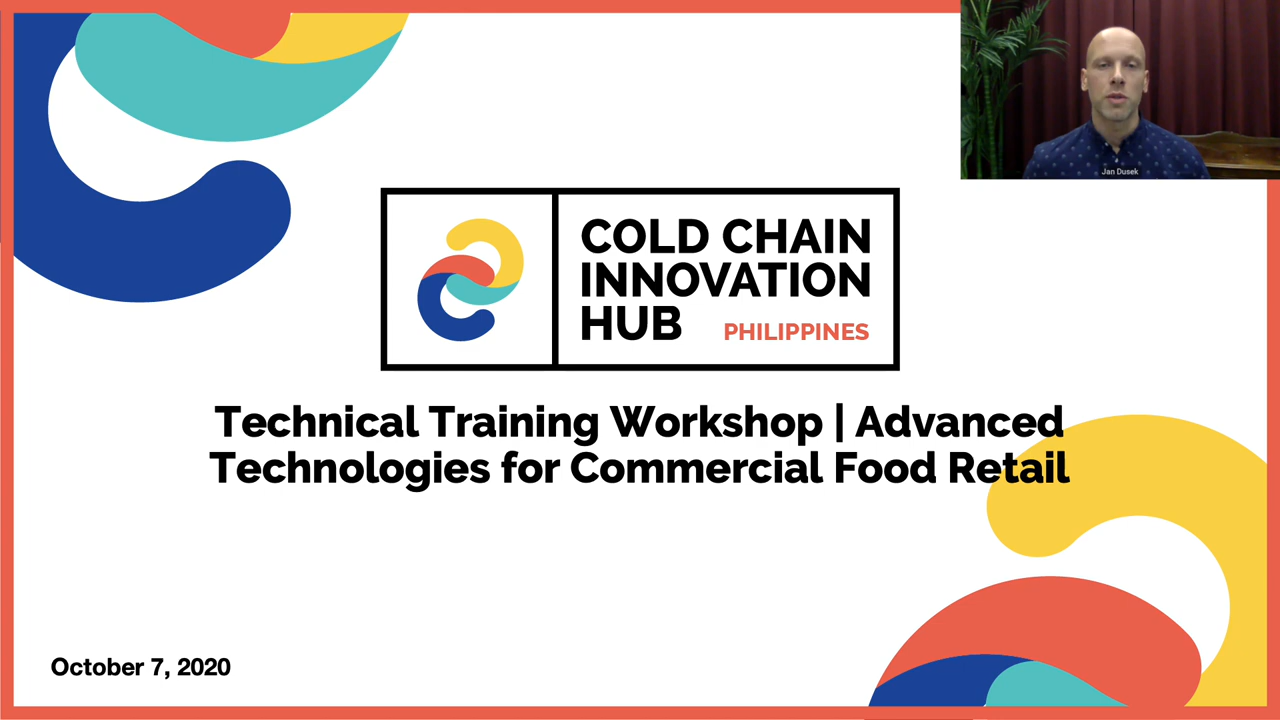 Jan Dusek
COLD CHAIN
INNOVATION
HUB PHILIPPINES
Technical Training Workshop | Advanced
Technologies for Commercial Food Retail
October 7, 2020